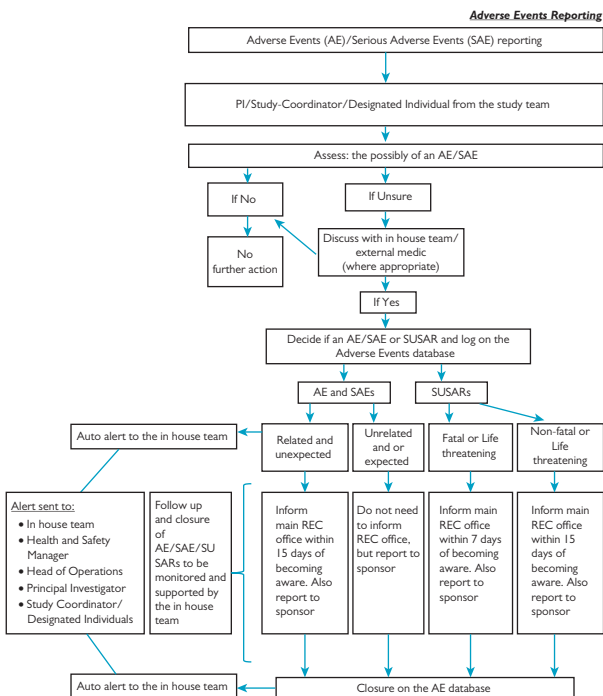 Adverse Events Reporting
Adverse Events (AE)/Serious Adverse Events (SAE) reporting
PI/Study-Coordinator/Designated Individual from the study team
Assess: the possibly of an AE/SAE
If No
If Unsure
No
further action
Discuss with in house team/
external medic
(where appropriate)
If Yes
Decide if an AE/SAE or SUSAR and log on the
Adverse Events database
AE and SAEs
SUSARs
Auto alert to the in house team
Related and
unexpected
Unrelated
and or
expected
Fatal or Life
threatening
Non-fatal or
Life
threatening
Alert sent to:
• In house team
• Health and Safety
Manager
• Head of Operations
• Principal Investigator
• Study Coordinator/
Designated Individuals
Follow up
and closure
of
AE/SAE/SU
SARs to be
monitored and
supported by
the in house
team
Inform
main REC
office within
15 days of
becoming
aware. Also
report to
sponsor
Do not need
to inform
REC office,
but report to
sponsor
Inform main
REC office
within 7 days
of becoming
aware. Also
report to
sponsor
Inform main
REC office
within 15
days of
becoming
aware. Also
report to
sponsor
Auto alert to the in house team
Closure on the AE database